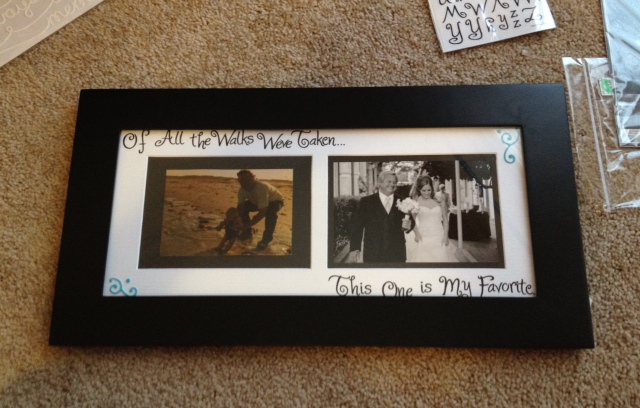 Of All the Walks We've Taken...
This One is My Favorite
M W X W
Y y P y z z Z